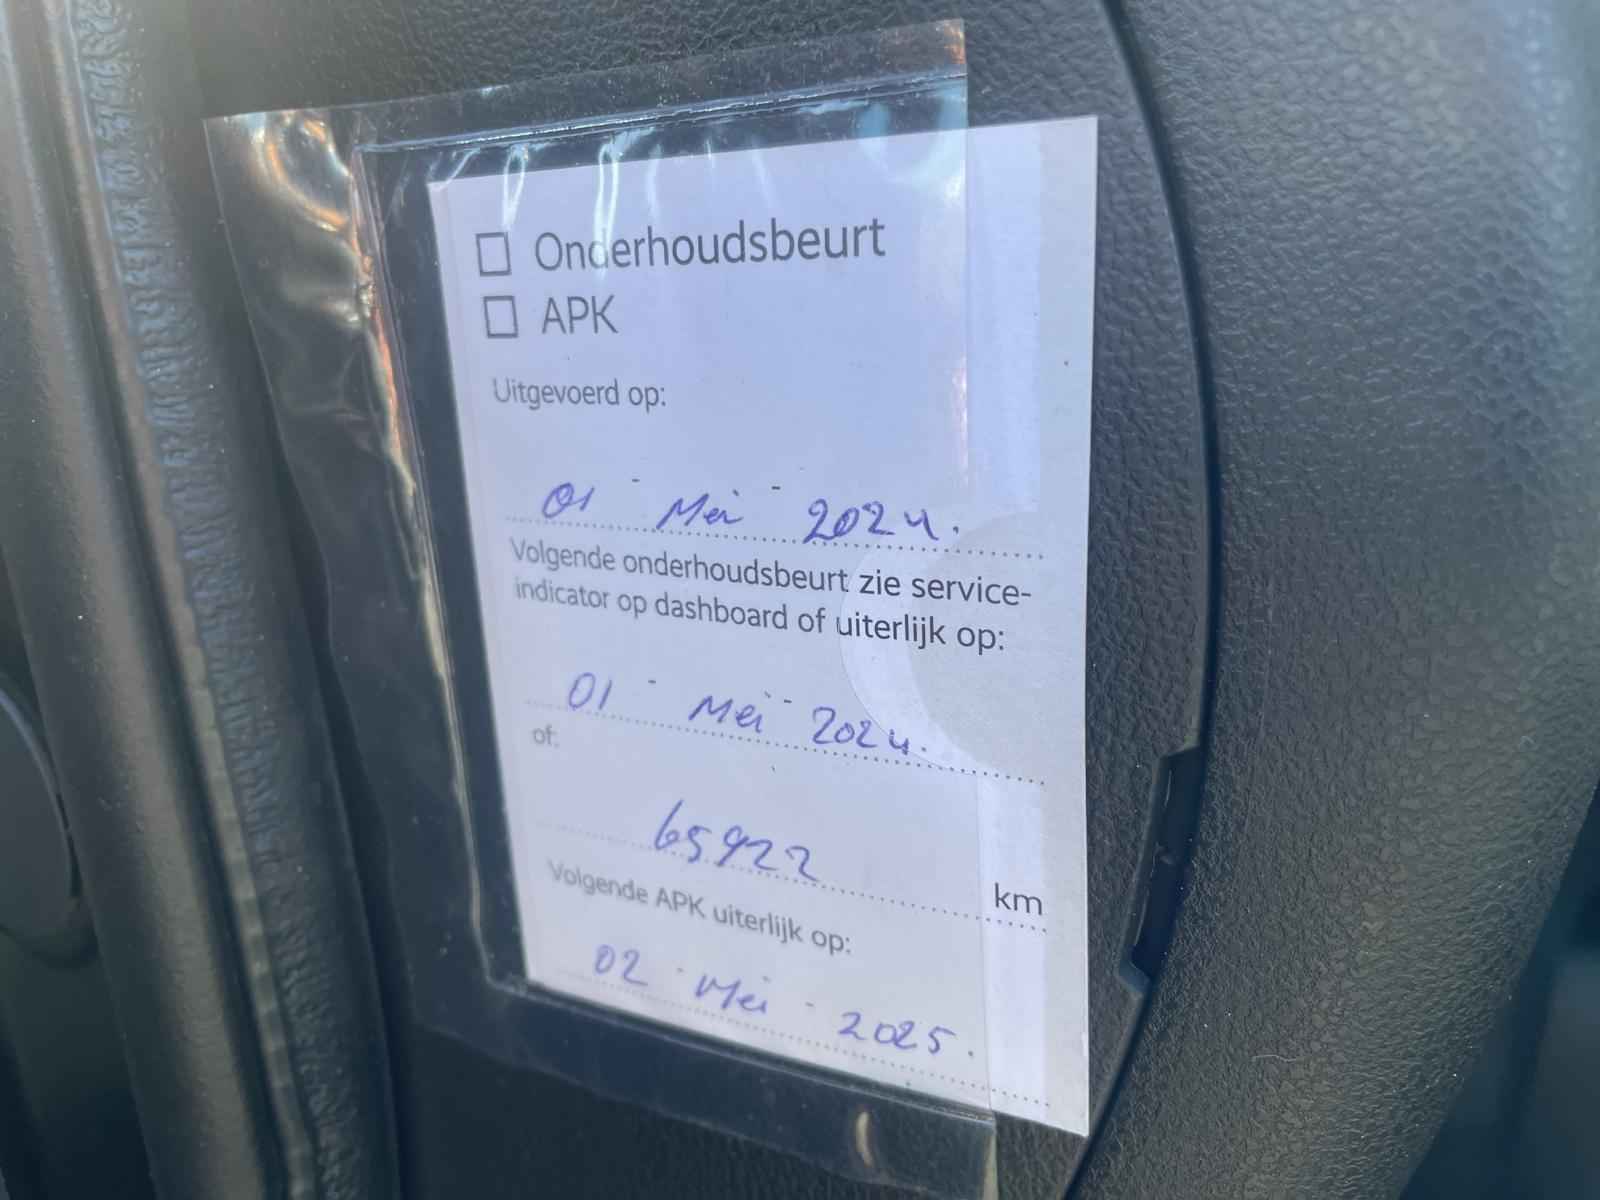 ☐ Onderhoudsbeurt
☐ APK
Uitgevoerd op:
01 - Mei - 2024.
Volgende onderhoudsbeurt zie service-
indicator op dashboard of uiterlijk op:
01 - Mei - 2024.
of:
65922 km
Volgende APK uiterlijk op:
02 - Mei - 2025.